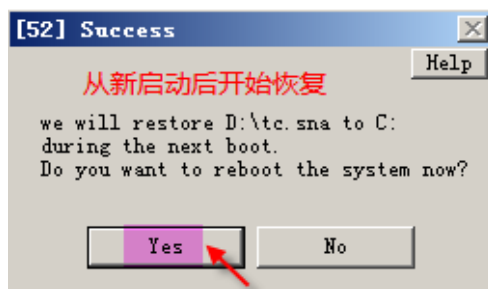 [52] Success
Help
从新启动后开始恢复
we will restore D:\tc.sna to C:
during the next boot.
Do you want to reboot the system now?
Yes
No